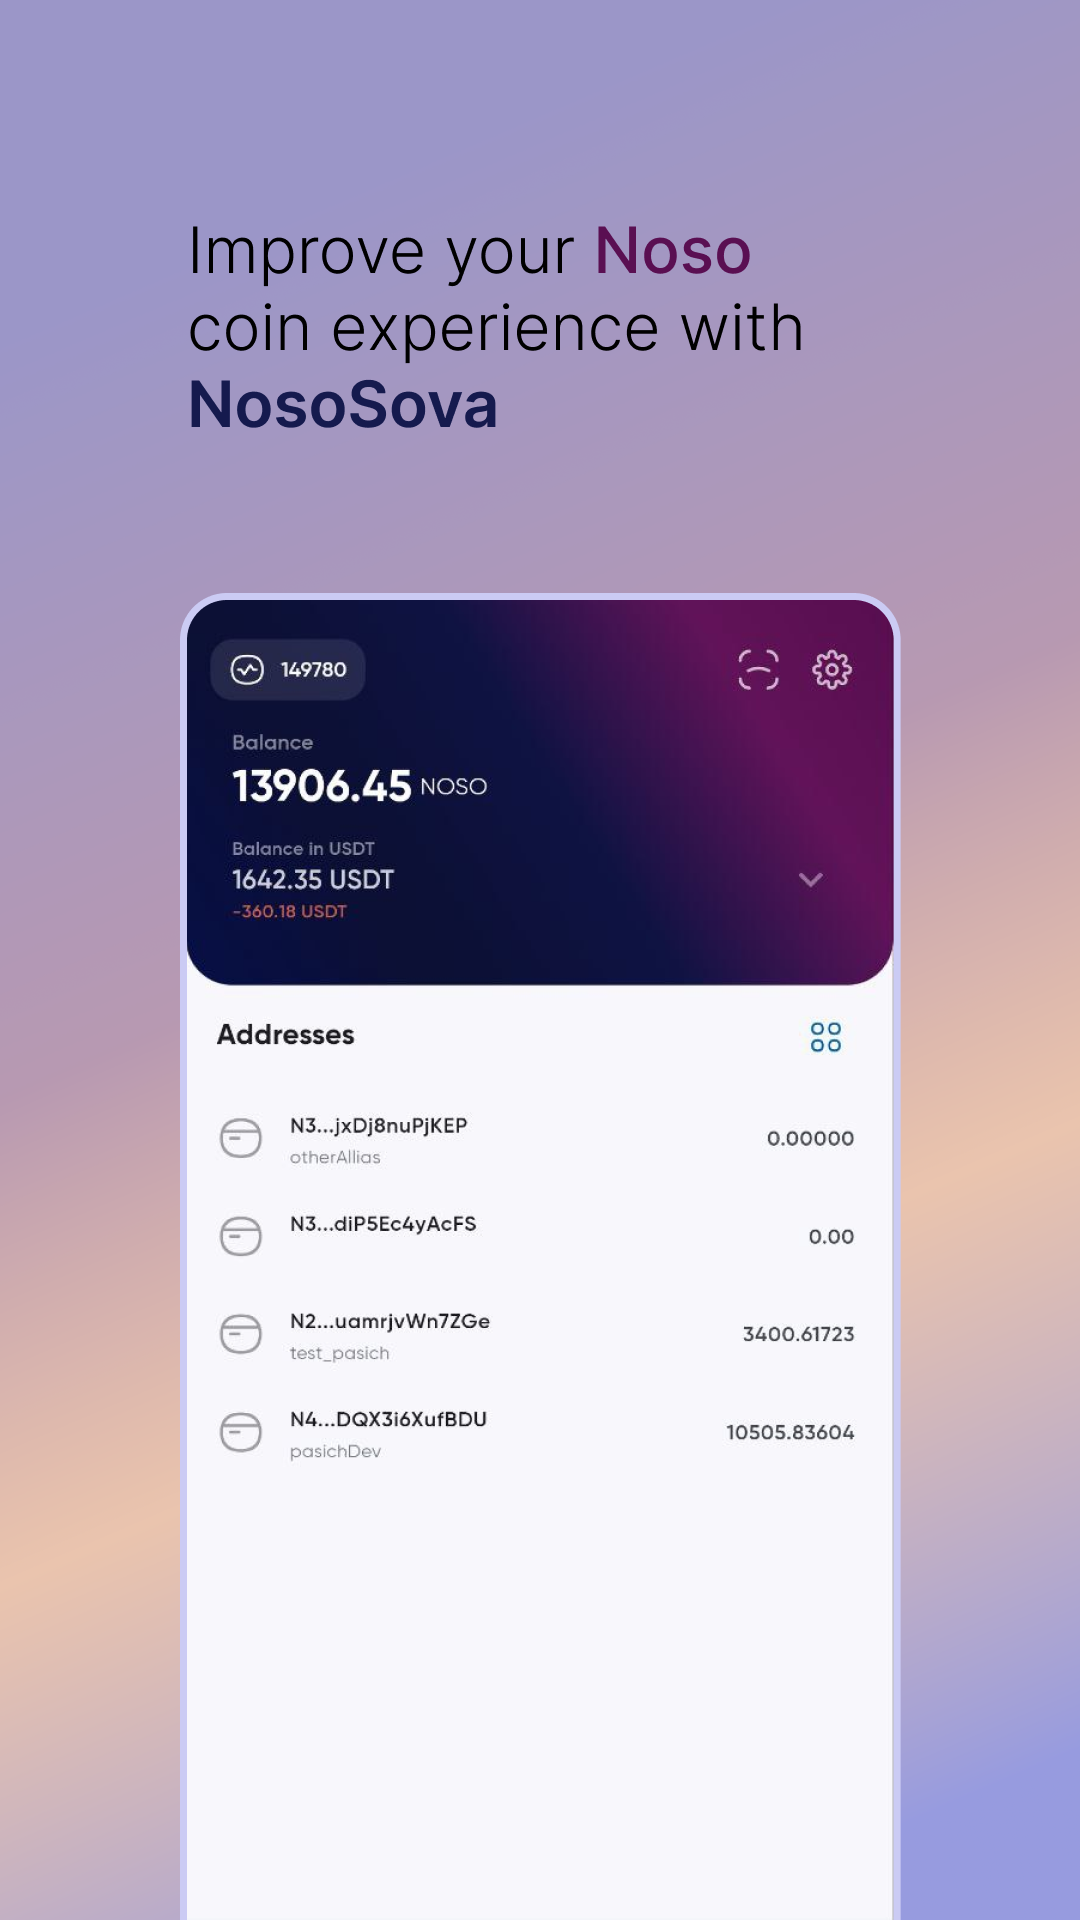 Improve your Noso
coin experience with
NosoSova
149780
Balance
13906.45 NOSO
Balance in USDT
1642.35 USDT
-360.18 USDT
Addresses
N3...jxDj8nuPjKEP
0.00000
otherAllias
N3...diP5Ec4yAcFS
0.00
N2...uamrjvWn7ZGe
3400.61723
test_pasich
N4...DQX3i6XufBDU
10505.83604
pasichDev